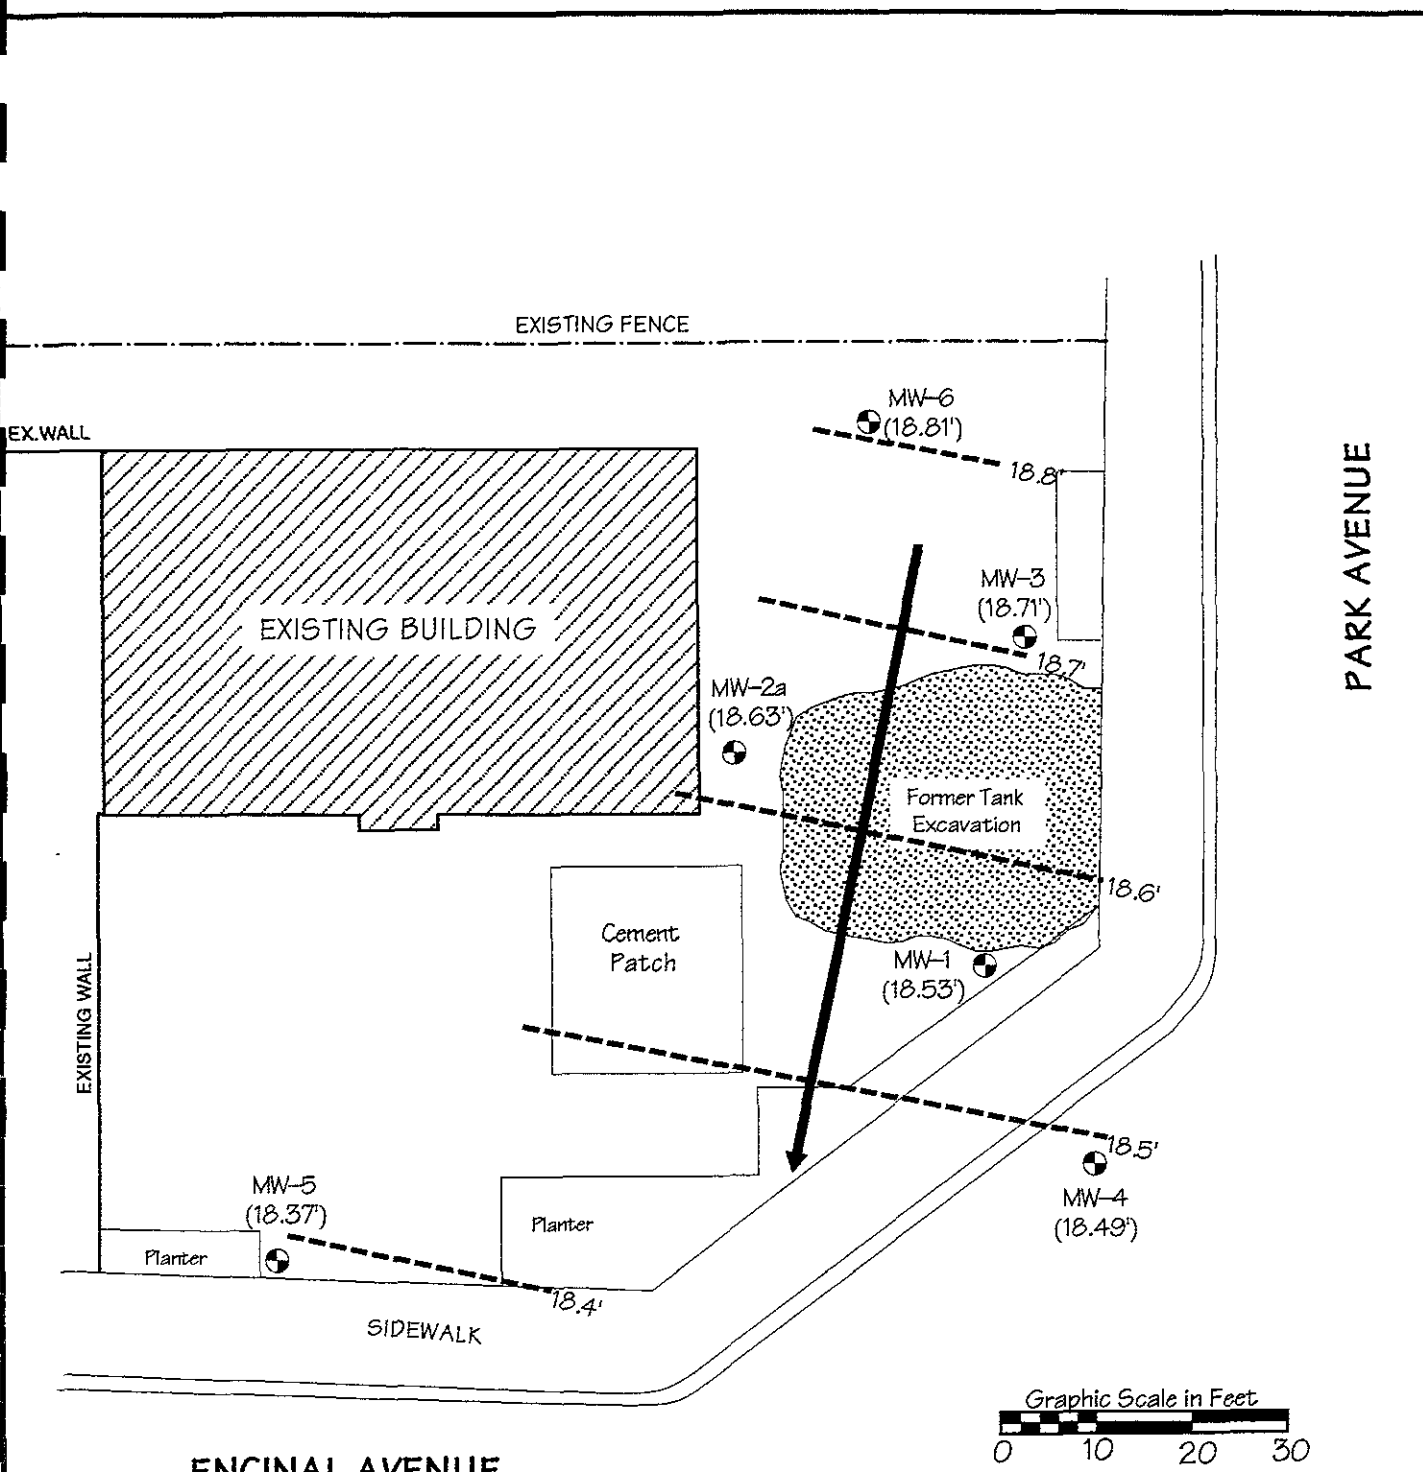 EXISTING FENCE
MW-6
(18.81')
EX.WALL
18.8'
PARK AVENUE
MW-3
(18.71')
EXISTING BUILDING
18.7'
MW-2a
(18.63')
Former Tank
Excavation
18.6'
Cement
Patch
MW-1
(18.53')
EXISTING WALL
18.5'
MW-5
(18.37')
MW-4
(18.49')
Planter
Planter
18.4'
SIDEWALK
Graphic Scale in Feet
0 10 20 30
ENCINAL AVENUE